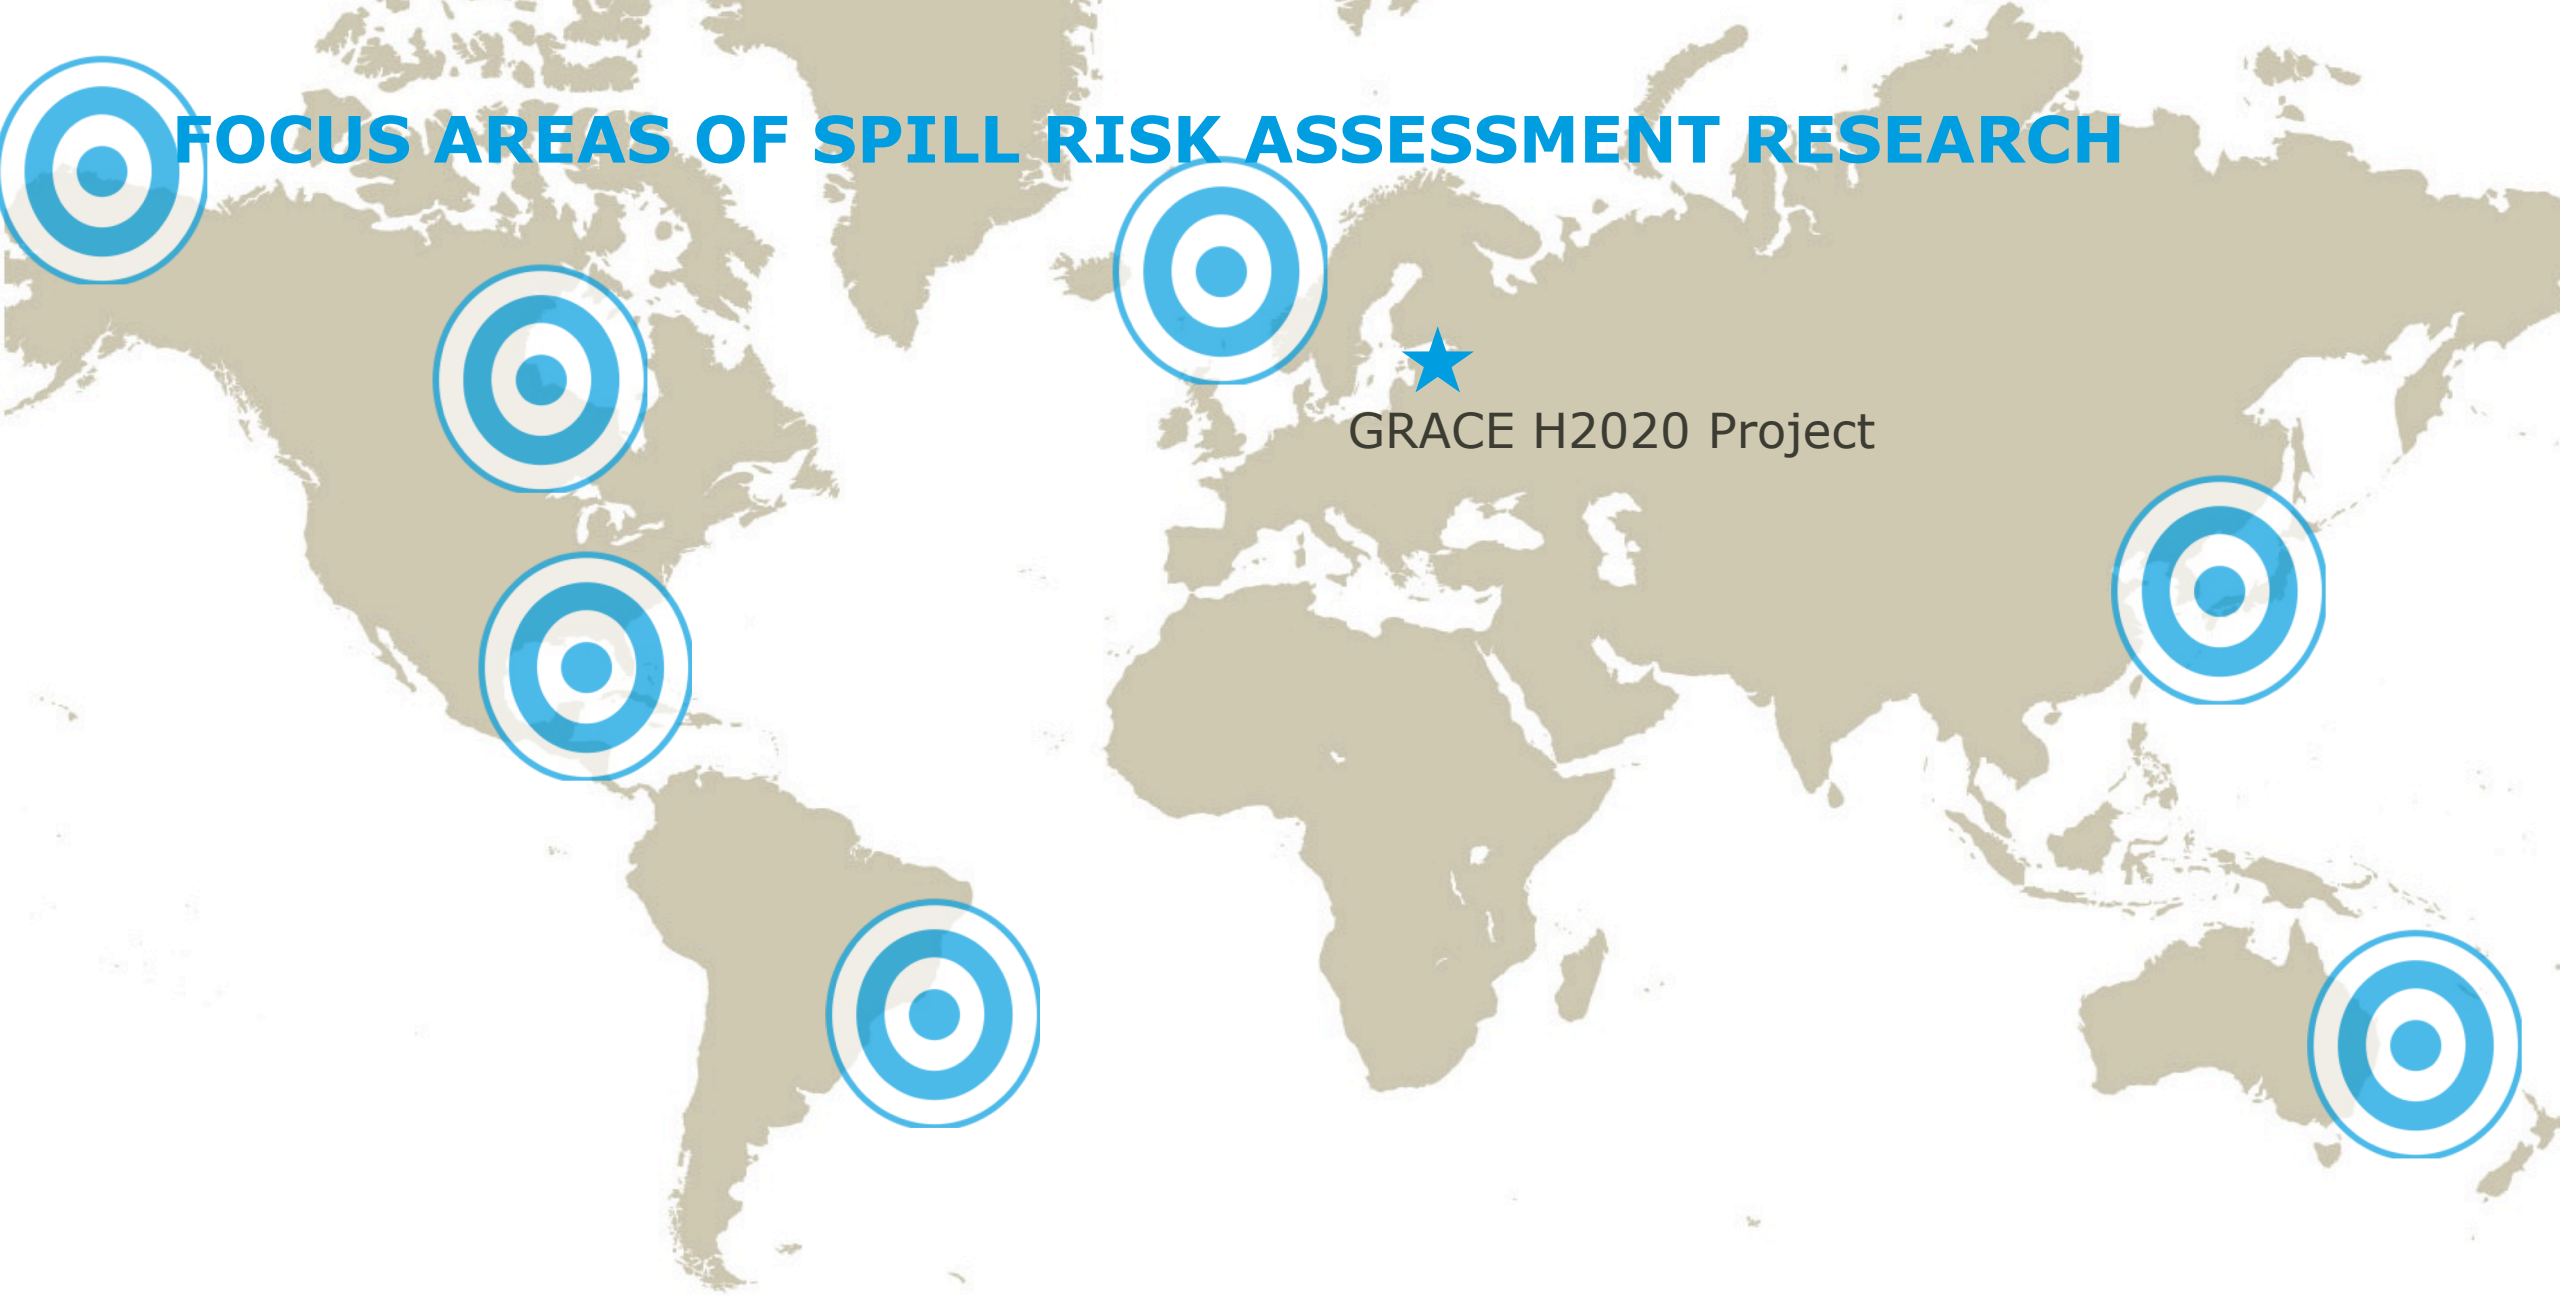 FOCUS AREAS OF SPILL RISK ASSESSMENT RESEARCH
GRACE H2020 Project